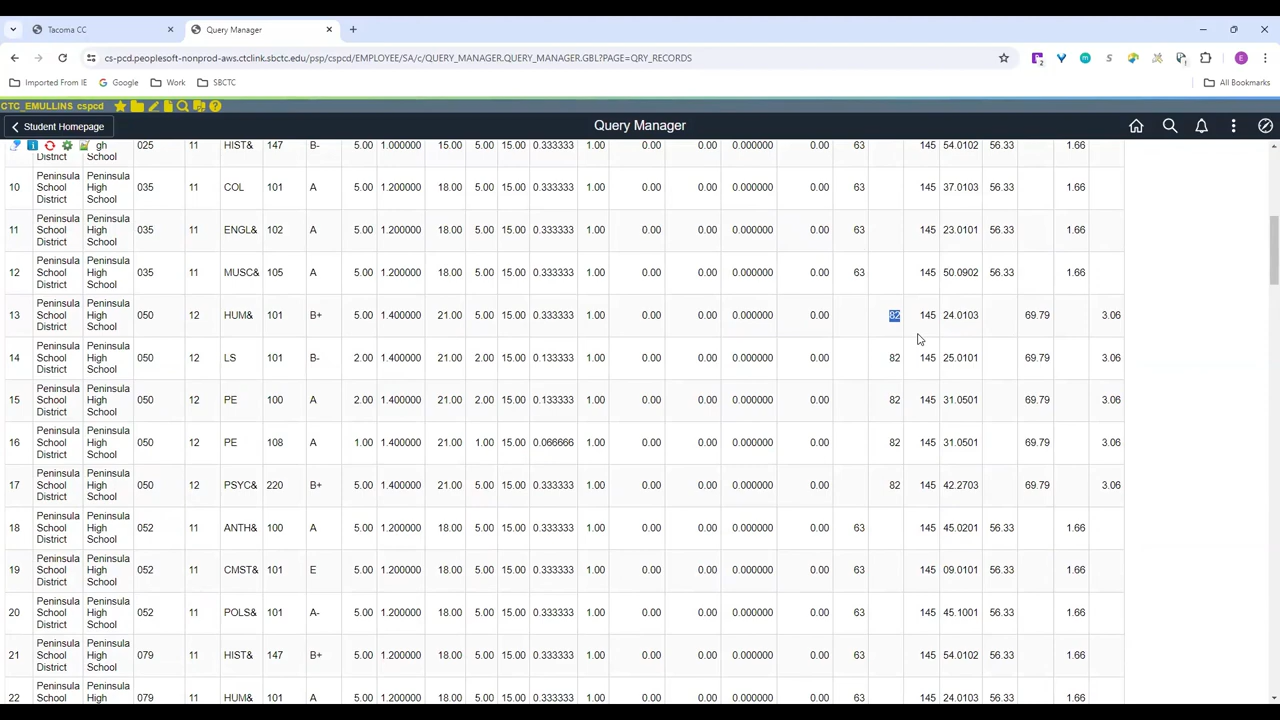 Tacoma CC
Query Manager
cs-pcd.peoplesoft-nonprod-aws.ctclink.sbctc.edu/psp/cspcd/EMPLOYEE/SA/c/QUERY_MANAGER.QUERY_MANAGER.GBL?PAGE=QRY_RECORDS
Imported From IE Google Work SBCTC All Bookmarks
CTC_EMULLINS cspcd
Student Homepage Query Manager
gh 025 11 HIST& 147 B- 5.00 1.000000 15.00 5.00 15.00 0.333333 1.00 0.00 0.00 0.000000 0.00 63 145 54.0102 56.33 1.66
District School
Peninsula Peninsula
10 School High 035 11 COL 101 A 5.00 1.200000 18.00 5.00 15.00 0.333333 1.00 0.00 0.00 0.000000 0.00 63 145 37.0103 56.33 1.66
District School
Peninsula Peninsula
11 School High 035 11 ENGL& 102 A 5.00 1.200000 18.00 5.00 15.00 0.333333 1.00 0.00 0.00 0.000000 0.00 63 145 23.0101 56.33 1.66
District School
Peninsula Peninsula
12 School High 035 11 MUSC& 105 A 5.00 1.200000 18.00 5.00 15.00 0.333333 1.00 0.00 0.00 0.000000 0.00 63 145 50.0902 56.33 1.66
District School
Peninsula Peninsula
13 School High 050 12 HUM& 101 B+ 5.00 1.400000 21.00 5.00 15.00 0.333333 1.00 0.00 0.00 0.000000 0.00 82 145 24.0103 69.79 3.06
District School
Peninsula Peninsula
14 School High 050 12 LS 101 B- 2.00 1.400000 21.00 2.00 15.00 0.133333 1.00 0.00 0.00 0.000000 0.00 82 145 25.0101 69.79 3.06
District School
Peninsula Peninsula
15 School High 050 12 PE 100 A 2.00 1.400000 21.00 2.00 15.00 0.133333 1.00 0.00 0.00 0.000000 0.00 82 145 31.0501 69.79 3.06
District School
Peninsula Peninsula
16 School High 050 12 PE 108 A 1.00 1.400000 21.00 1.00 15.00 0.066666 1.00 0.00 0.00 0.000000 0.00 82 145 31.0501 69.79 3.06
District School
Peninsula Peninsula
17 School High 050 12 PSYC& 220 B+ 5.00 1.400000 21.00 5.00 15.00 0.333333 1.00 0.00 0.00 0.000000 0.00 82 145 42.2703 69.79 3.06
District School
Peninsula Peninsula
18 School High 052 11 ANTH& 100 A 5.00 1.200000 18.00 5.00 15.00 0.333333 1.00 0.00 0.00 0.000000 0.00 63 145 45.0201 56.33 1.66
District School
Peninsula Peninsula
19 School High 052 11 CMST& 101 E 5.00 1.200000 18.00 5.00 15.00 0.333333 1.00 0.00 0.00 0.000000 0.00 63 145 09.0101 56.33 1.66
District School
Peninsula Peninsula
20 School High 052 11 POLS& 101 A- 5.00 1.200000 18.00 5.00 15.00 0.333333 1.00 0.00 0.00 0.000000 0.00 63 145 45.1001 56.33 1.66
District School
Peninsula Peninsula
21 School High 079 11 HIST& 147 B+ 5.00 1.200000 18.00 5.00 15.00 0.333333 1.00 0.00 0.00 0.000000 0.00 63 145 54.0102 56.33 1.66
District School
Peninsula Peninsula
22 School High 079 11 HUM& 101 A 5.00 1.200000 18.00 5.00 15.00 0.333333 1.00 0.00 0.00 0.000000 0.00 63 145 24.0103 56.33 1.66